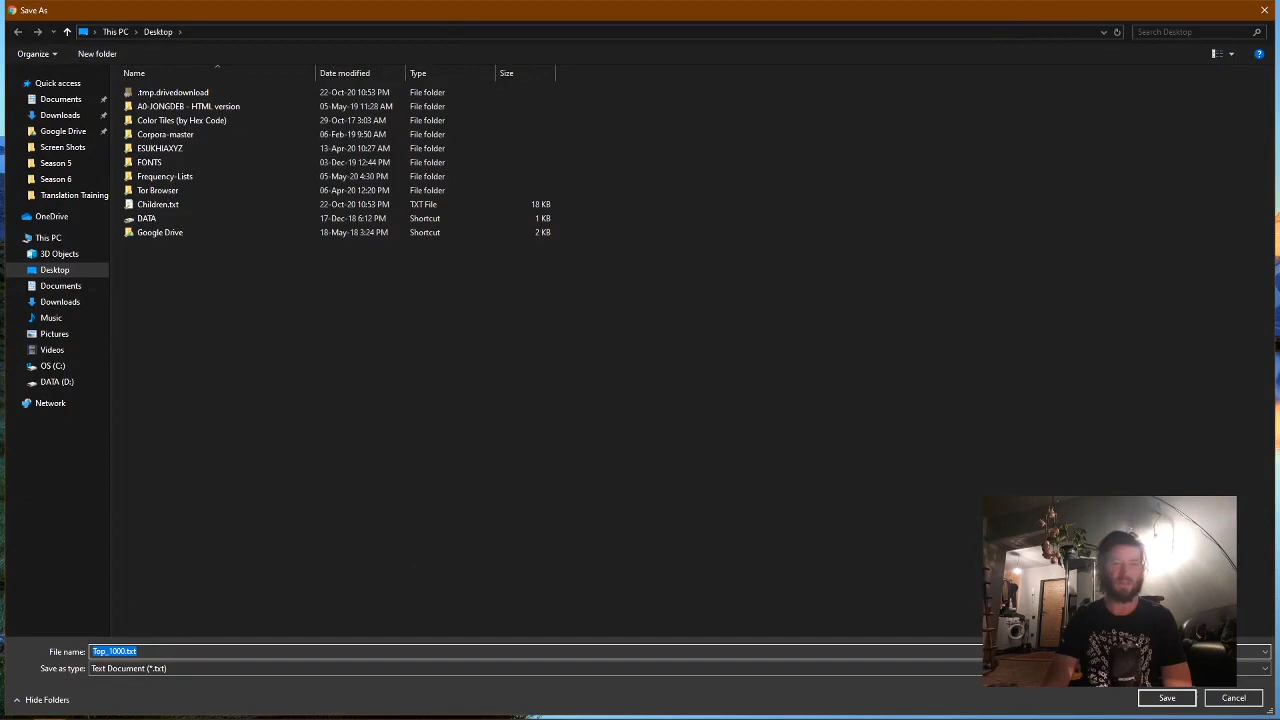 Save As
This PC Desktop
Search Desktop
Organize New folder
Name Date modified Type Size
Quick access
Documents
Downloads
Google Drive
Screen Shots
Season 5
Season 6
Translation Training
OneDrive
This PC
3D Objects
Desktop
Documents
Downloads
Music
Pictures
Videos
OS (C:)
DATA (D:)
Network
.tmp.drivedownload 22-Oct-20 10:53 PM File folder
A0-JONGDEB - HTML version 05-May-19 11:28 AM File folder
Color Tiles (by Hex Code) 29-Oct-17 3:03 AM File folder
Corpora-master 06-Feb-19 9:50 AM File folder
ESUKHIAXYZ 13-Apr-20 10:27 AM File folder
FONTS 03-Dec-19 12:44 PM File folder
Frequency-Lists 05-May-20 4:30 PM File folder
Tor Browser 06-Apr-20 12:20 PM File folder
Children.txt 22-Oct-20 10:53 PM TXT File 18 KB
DATA 17-Dec-18 6:12 PM Shortcut 1 KB
Google Drive 18-May-18 3:24 PM Shortcut 2 KB
File name: Top_1000.txt
Save as type: Text Document (*.txt)
Hide Folders
Save Cancel